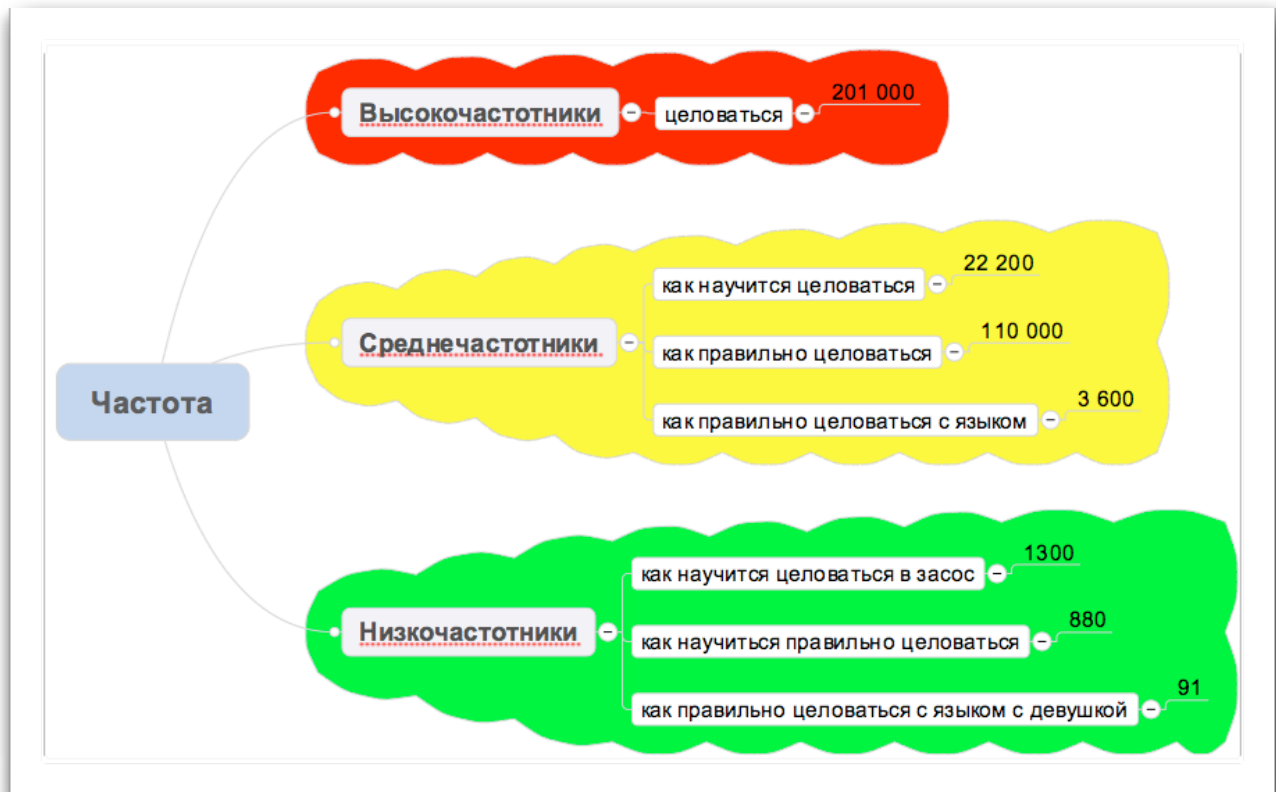 Частота
Высокочастотники
целоваться
201 000
Среднечастотники
как научится целоваться
22 200
как правильно целоваться
110 000
как правильно целоваться с языком
3 600
Низкочастотники
как научится целоваться в засос
1300
как научиться правильно целоваться
880
как правильно целоваться с языком с девушкой
91